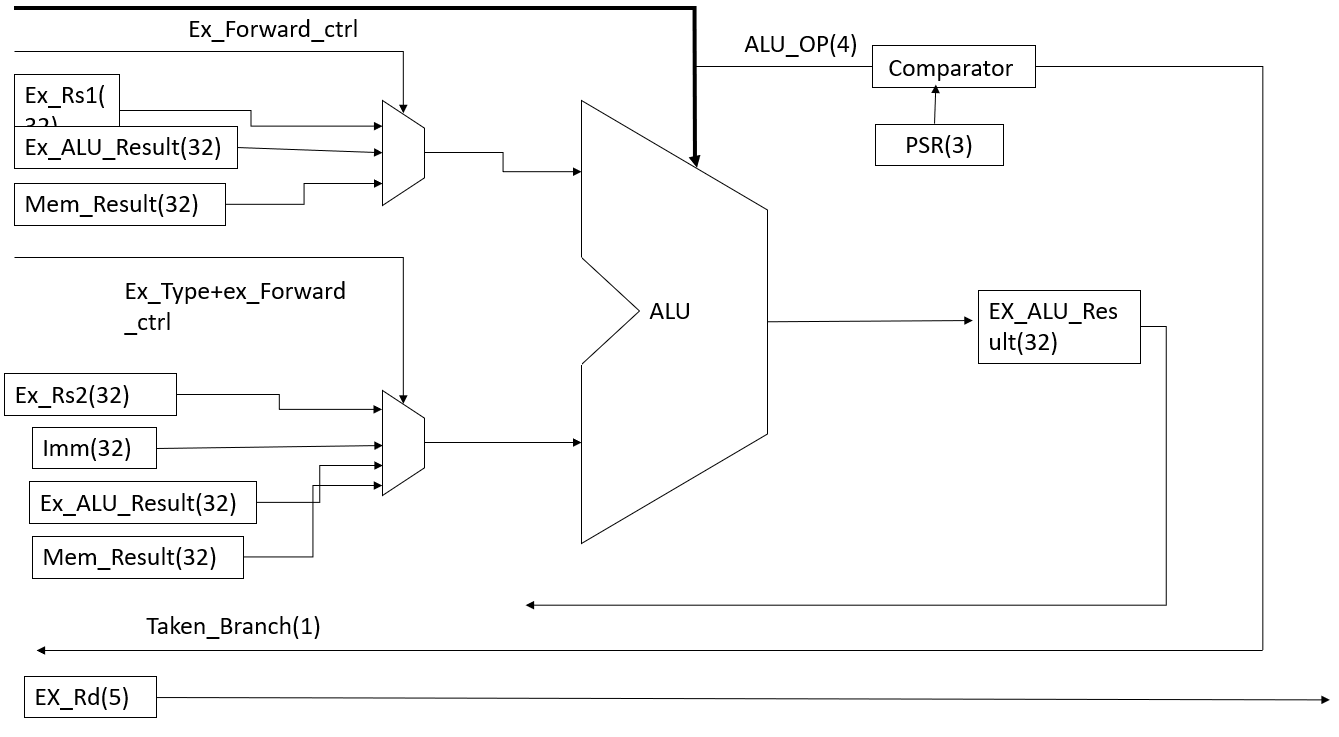 Ex_Forward_ctrl
ALU_OP(4)
Comparator
Ex_Rs1(
32)
Ex_ALU_Result(32)
PSR(3)
Mem_Result(32)
Ex_Type+ex_Forward
_ctrl
ALU
EX_ALU_Res
ult(32)
Ex_Rs2(32)
Imm(32)
Ex_ALU_Result(32)
Mem_Result(32)
Taken_Branch(1)
EX_Rd(5)